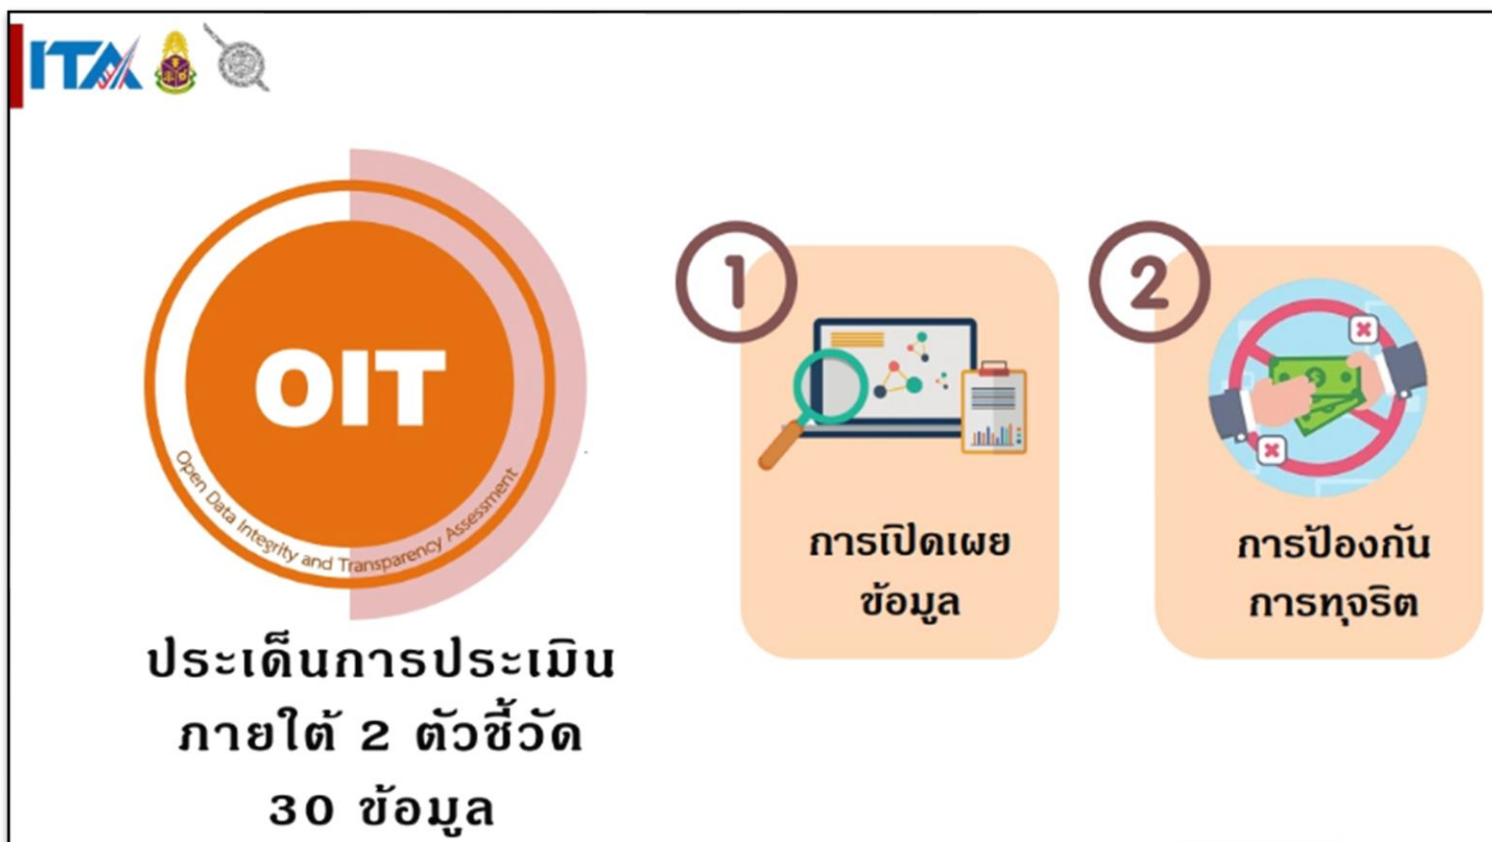 ITA
OIT
Open Data Integrity and Transparency Assessment
ประเด็นการประเมิน
ภายใต้ 2 ตัวชี้วัด
30 ข้อมูล
1
การเปิดเผย
ข้อมูล
2
การป้องกัน
การทุจริต